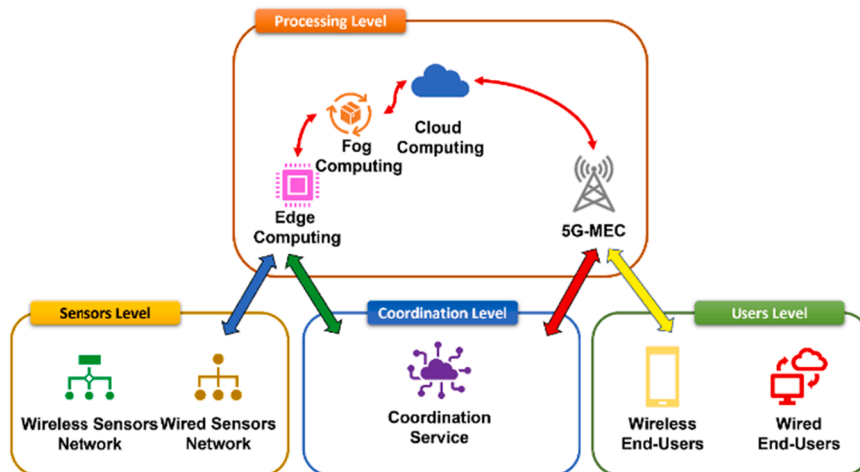 Processing Level
Fog
Computing
Cloud
Computing
Edge
Computing
5G-MEC
Sensors Level
Coordination Level
Users Level
Wireless Sensors
Network
Wired Sensors
Network
Coordination
Service
Wireless
End-Users
Wired
End-Users